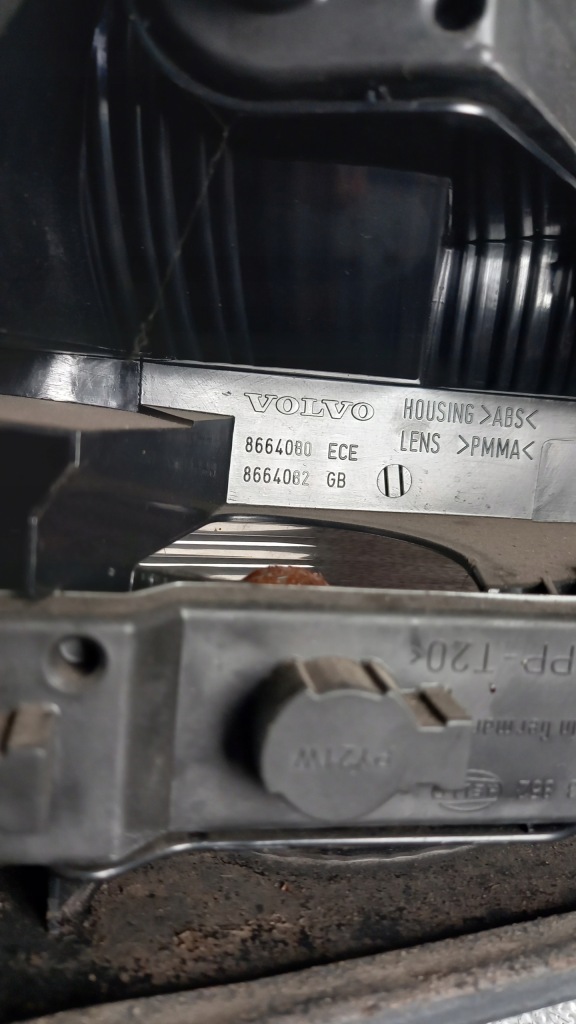 VOLVO
HOUSING >ABS<
LENS >PMMA<
8664080 ECE
8664082 GB
PP-T20<
PY21W